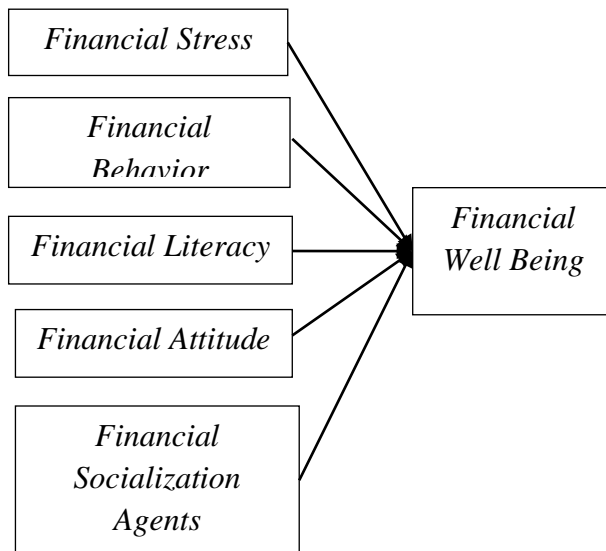 Financial Stress
Financial
Behavior
Financial Literacy
Financial Attitude
Financial
Socialization
Agents
Financial
Well Being